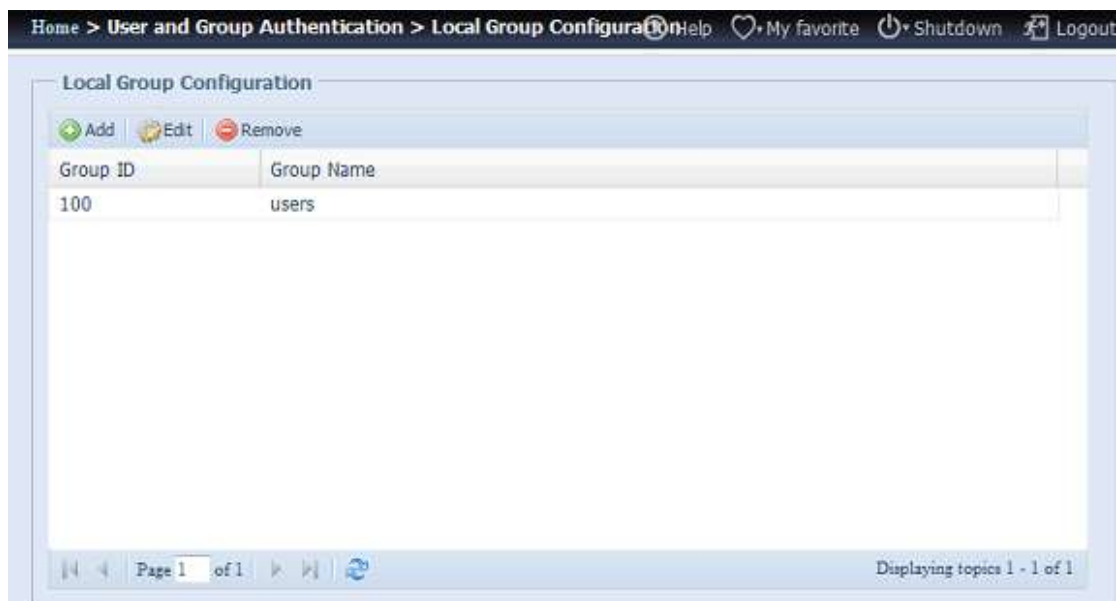 Home > User and Group Authentication > Local Group Configuration Help My favorite Shutdown Logout
Local Group Configuration
Add Edit Remove
Group ID Group Name
100 users
Page 1 of 1 Displaying topics 1 - 1 of 1